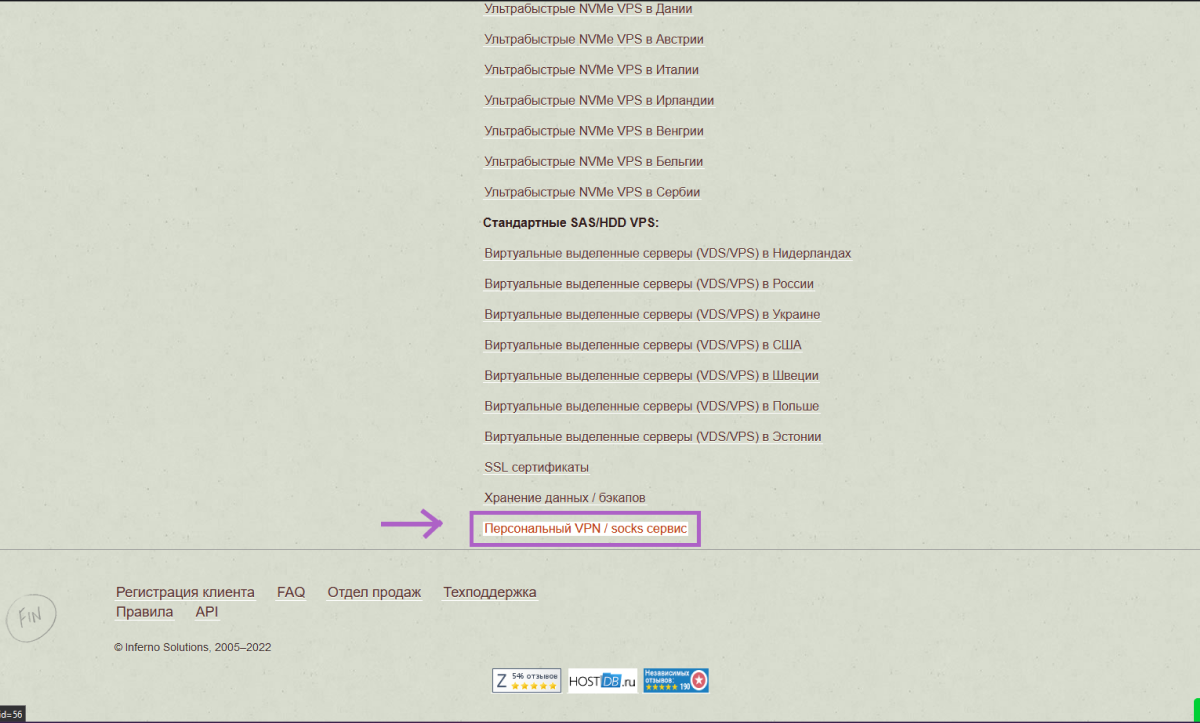 Ультрабыстрые NVMe VPS в Дании
Ультрабыстрые NVMe VPS в Австрии
Ультрабыстрые NVMe VPS в Италии
Ультрабыстрые NVMe VPS в Ирландии
Ультрабыстрые NVMe VPS в Венгрии
Ультрабыстрые NVMe VPS в Бельгии
Ультрабыстрые NVMe VPS в Сербии
Стандартные SAS/HDD VPS:
Виртуальные выделенные серверы (VDS/VPS) в Нидерландах
Виртуальные выделенные серверы (VDS/VPS) в России
Виртуальные выделенные серверы (VDS/VPS) в Украине
Виртуальные выделенные серверы (VDS/VPS) в США
Виртуальные выделенные серверы (VDS/VPS) в Швеции
Виртуальные выделенные серверы (VDS/VPS) в Польше
Виртуальные выделенные серверы (VDS/VPS) в Эстонии
SSL сертификаты
Хранение данных / бэкапов
Персональный VPN / socks сервис
Регистрация клиента FAQ Отдел продаж Техподдержка
Правила API
FIN
© Inferno Solutions, 2005–2022
Z 546 отзывов
HOSTDB.ru
Независимых
отзывов:
190
id=56